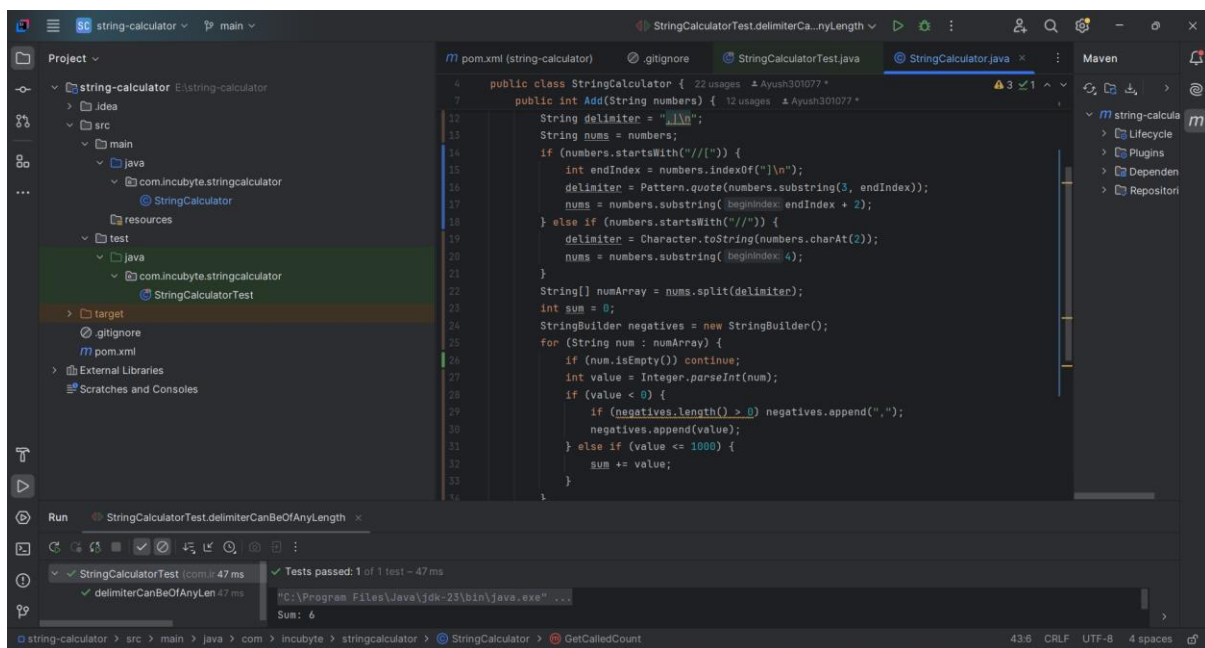 SC string-calculator main StringCalculatorTest.delimiterCa...nyLength
Project
string-calculator E:\string-calculator
.idea
src
main
java
com.incubyte.stringcalculator
StringCalculator
resources
test
java
com.incubyte.stringcalculator
StringCalculatorTest
target
.gitignore
m pom.xml
External Libraries
Scratches and Consoles
m pom.xml (string-calculator) .gitignore StringCalculatorTest.java StringCalculator.java
4 public class StringCalculator { 22 usages Ayush301077 *
7 public int Add(String numbers) { 12 usages Ayush301077 *
12 String delimiter = ",|\n";
13 String nums = numbers;
14 if (numbers.startsWith("//[")) {
15 int endIndex = numbers.indexOf("]\n");
16 delimiter = Pattern.quote(numbers.substring(3, endIndex));
17 nums = numbers.substring( beginIndex: endIndex + 2);
18 } else if (numbers.startsWith("//")) {
19 delimiter = Character.toString(numbers.charAt(2));
20 nums = numbers.substring( beginIndex: 4);
21 }
22 String[] numArray = nums.split(delimiter);
23 int sum = 0;
24 StringBuilder negatives = new StringBuilder();
25 for (String num : numArray) {
26 if (num.isEmpty()) continue;
27 int value = Integer.parseInt(num);
28 if (value < 0) {
29 if (negatives.length() > 0) negatives.append(",");
30 negatives.append(value);
31 } else if (value <= 1000) {
32 sum += value;
33 }
34 }
3 1
Maven
m string-calcula
Lifecycle
Plugins
Dependen
Repositori
Run StringCalculatorTest.delimiterCanBeOfAnyLength
StringCalculatorTest (com.ir 47 ms
delimiterCanBeOfAnyLen 47 ms
Tests passed: 1 of 1 test – 47 ms
"C:\Program Files\Java\jdk-23\bin\java.exe" ...
Sum: 6
string-calculator > src > main > java > com > incubyte > stringcalculator > StringCalculator > GetCalledCount 43:6 CRLF UTF-8 4 spaces